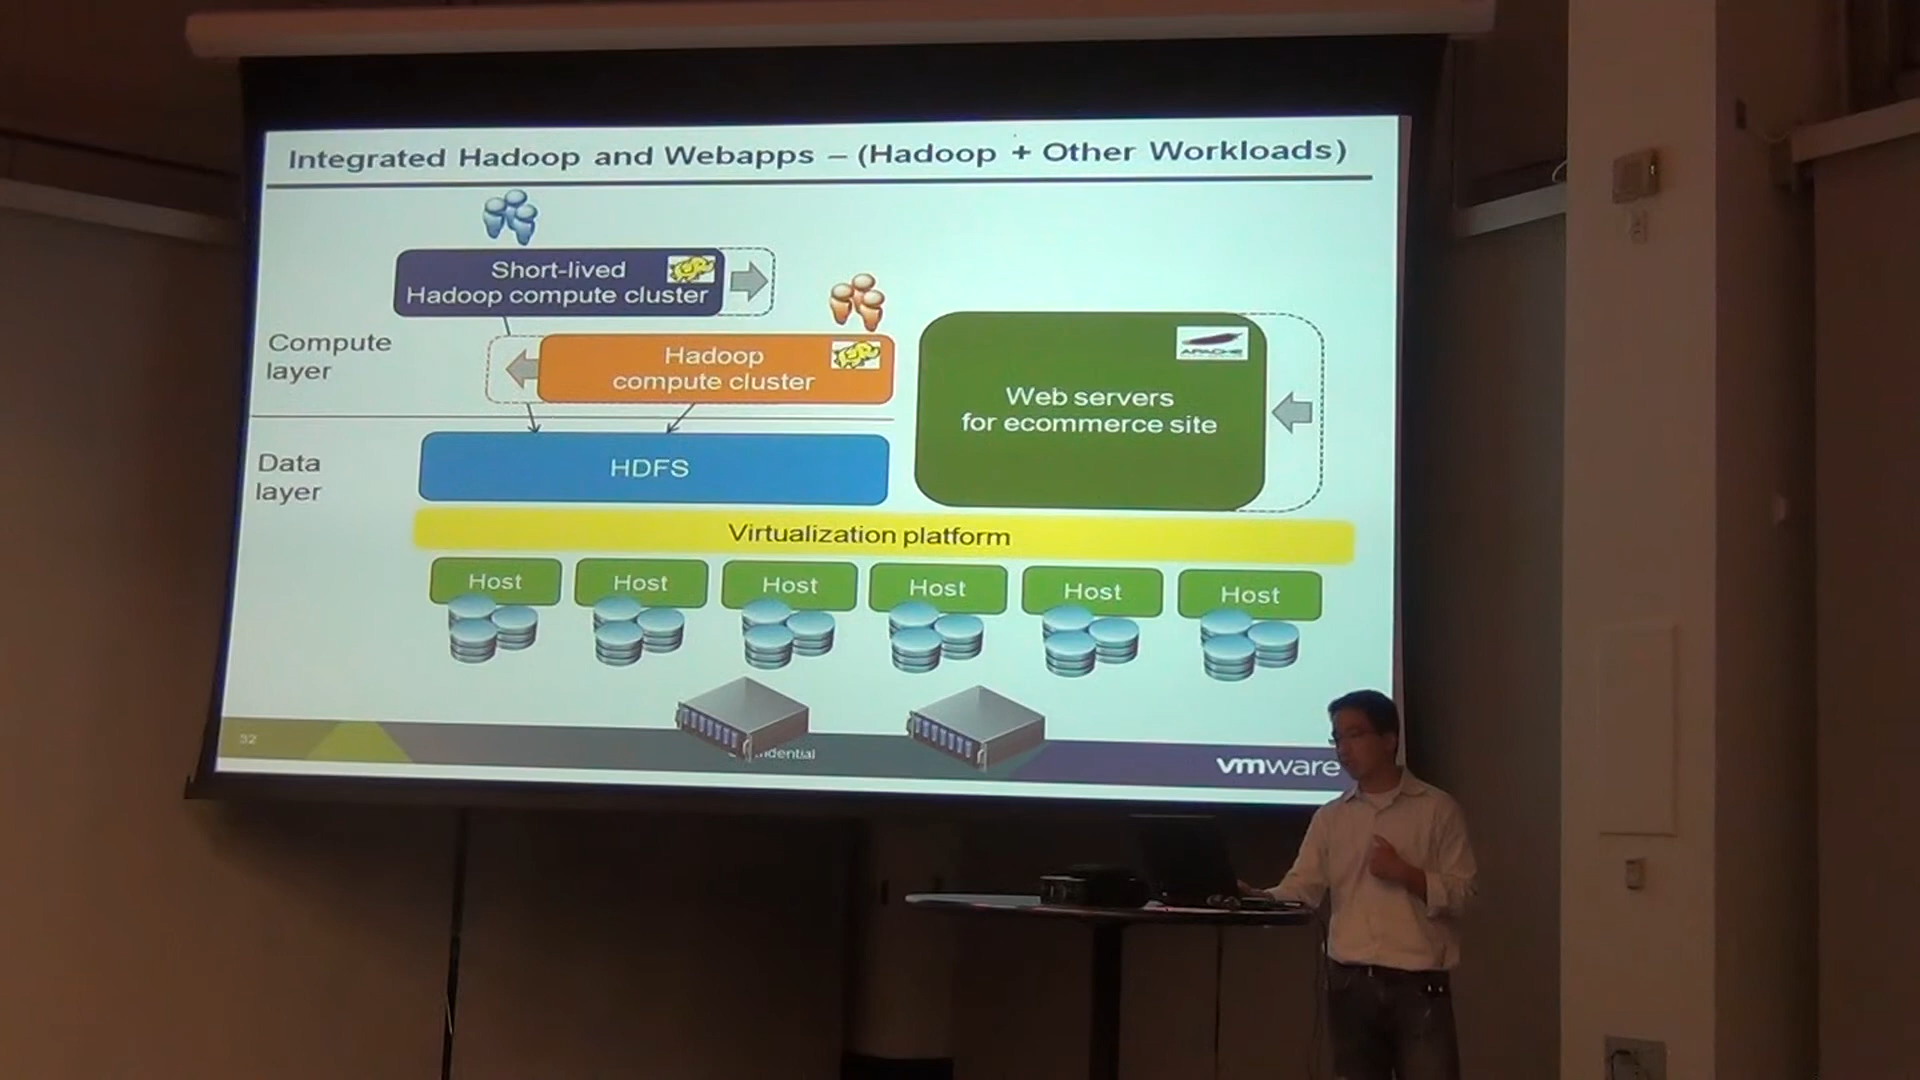 Integrated Hadoop and Webapps – (Hadoop + Other Workloads)
Short-lived
Hadoop compute cluster
Compute
layer
Hadoop
compute cluster
APACHE
Web servers
for ecommerce site
Data
layer
HDFS
Virtualization platform
Host
Host
Host
Host
Host
Host
32
vmware